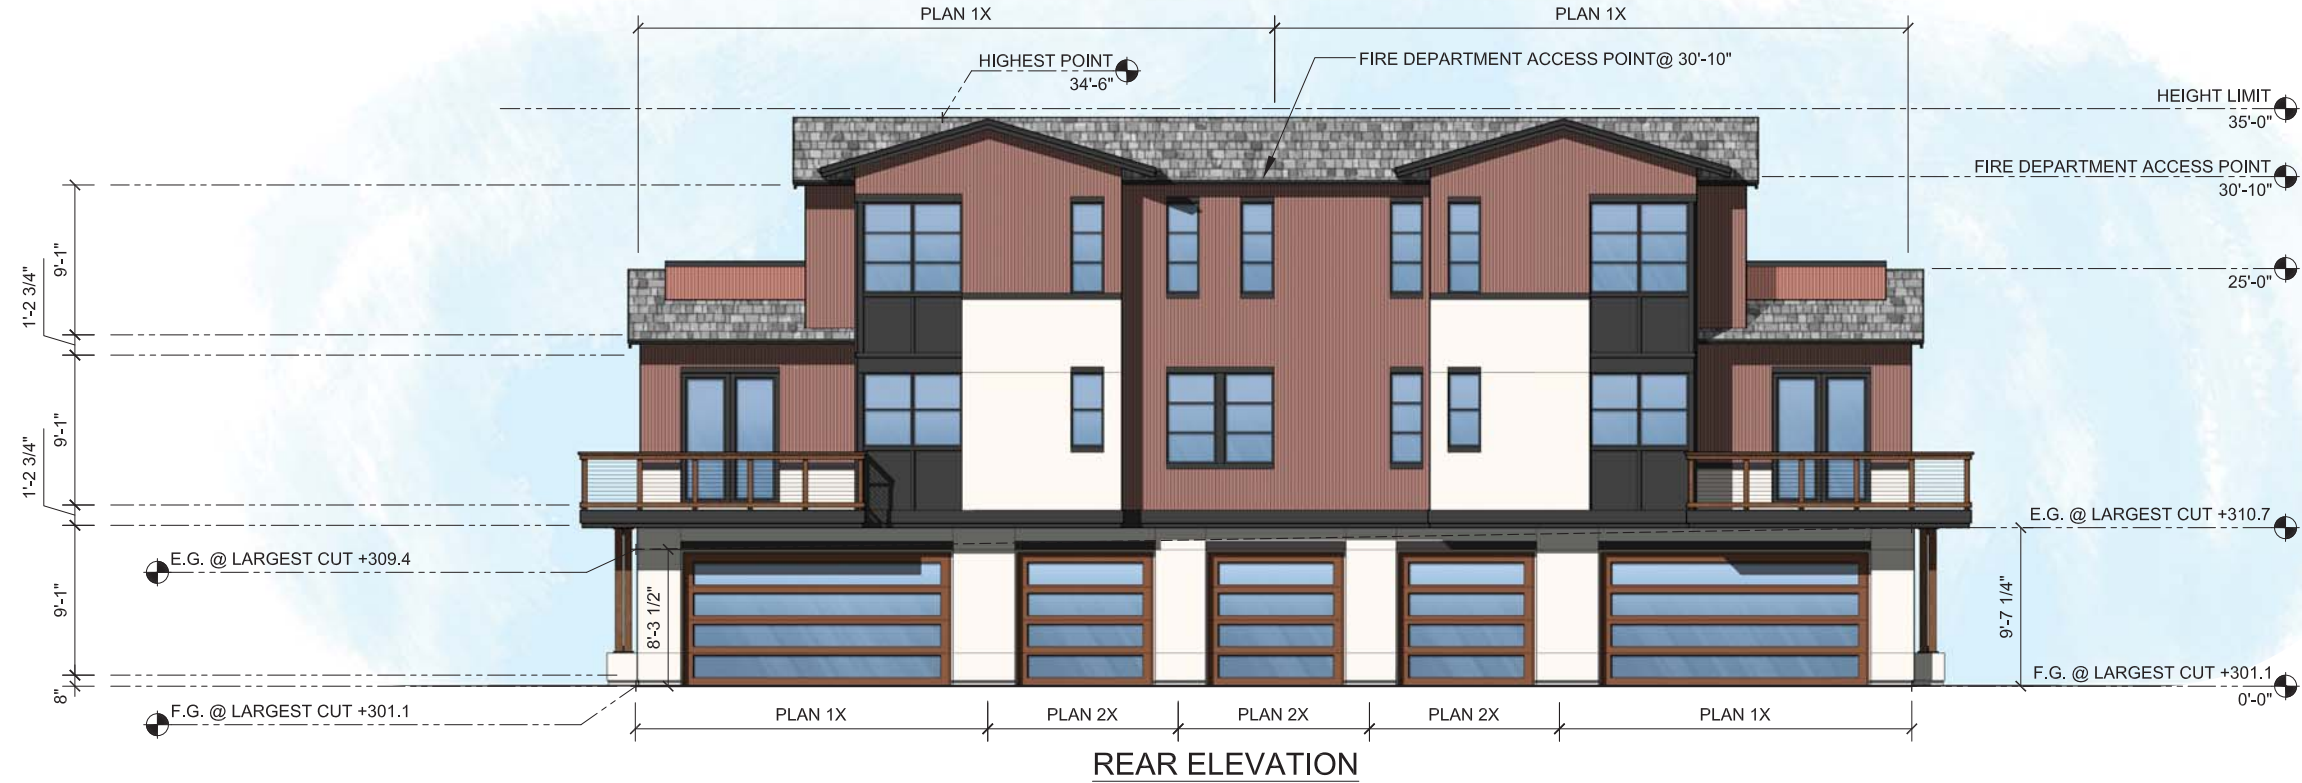 PLAN 1X
PLAN 1X
HIGHEST POINT
34'-6"
FIRE DEPARTMENT ACCESS POINT@ 30'-10"
HEIGHT LIMIT
35'-0"
FIRE DEPARTMENT ACCESS POINT
30'-10"
25'-0"
9'-1"
1'-2 3/4"
9'-1"
1'-2 3/4"
9'-1"
8"
E.G. @ LARGEST CUT +309.4
8'-3 1/2"
F.G. @ LARGEST CUT +301.1
E.G. @ LARGEST CUT +310.7
9'-7 1/4"
F.G. @ LARGEST CUT +301.1
0'-0"
PLAN 1X
PLAN 2X
PLAN 2X
PLAN 2X
PLAN 1X
REAR ELEVATION